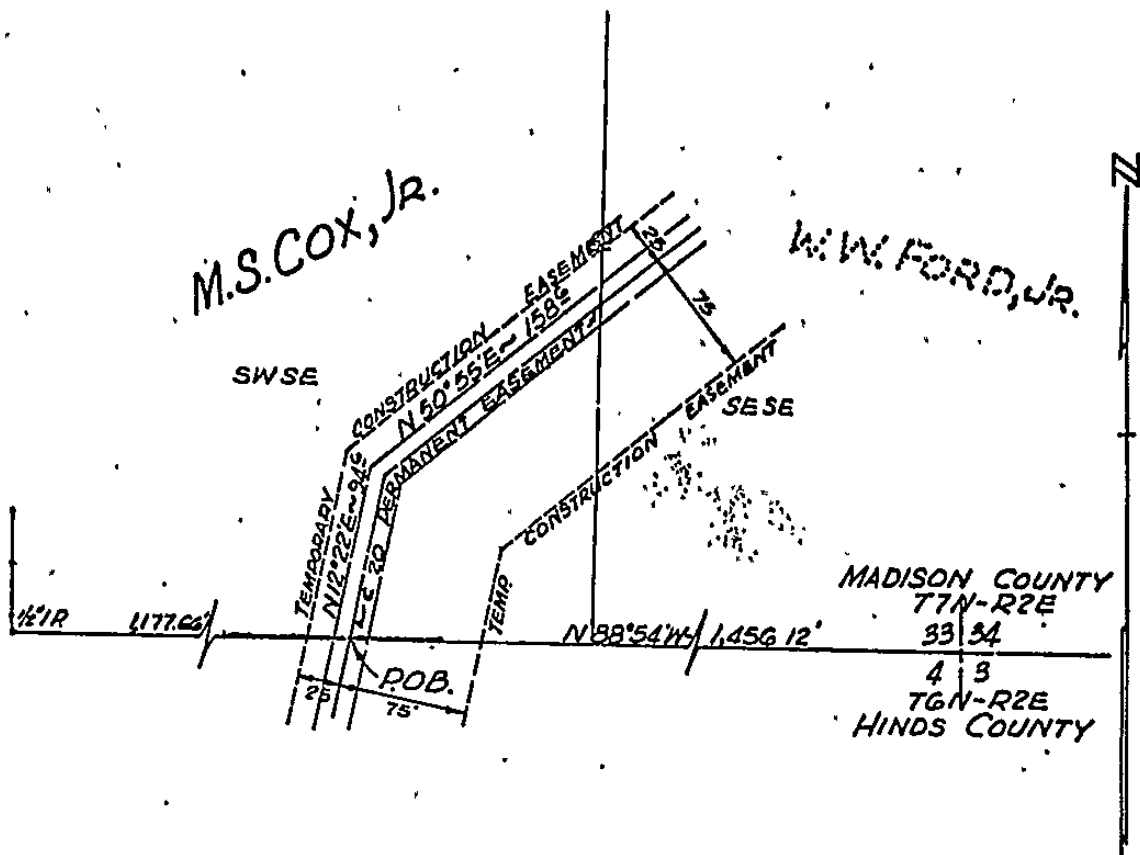 N
M.S. COX, JR.
W.W. FORD, JR.
25
75
CONSTRUCTION EASEMENT
N 50°55'E ~ 158
PERMANENT EASEMENT
SWSE
SESE
TEMPORARY
N12°22'E ~ 94
20
TEMP CONSTRUCTION EASEMENT
MADISON COUNTY
T7N-R2E
1/2" IR 1,177.66' N 88°54'W 1,456.12' 33 34
4 3
P.O.B.
25
75'
T6N-R2E
HINDS COUNTY